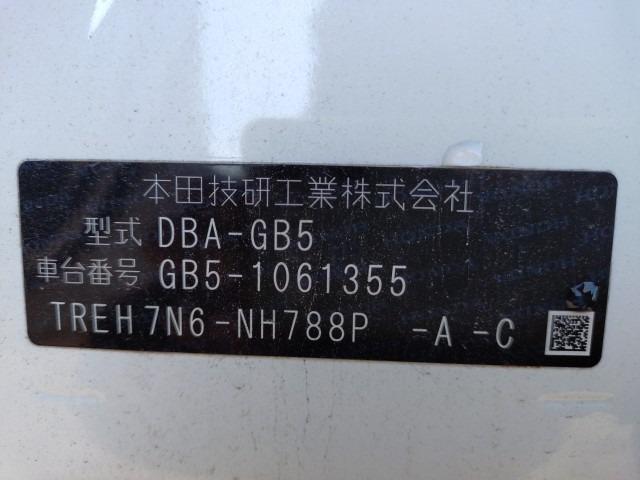 本田技研工業株式会社
型式 DBA-GB5
車台番号 GB5-1061355
TREH7N6-NH788P -A -C